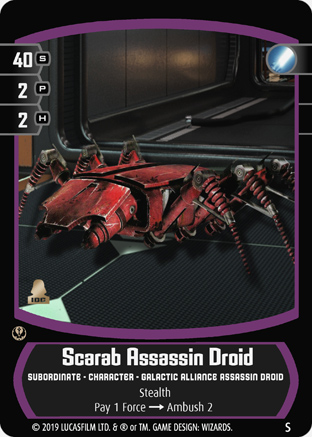 40 S
2 P
2 H
10C
Scarab Assassin Droid
SUBORDINATE - CHARACTER - GALACTIC ALLIANCE ASSASSIN DROID
Stealth
Pay 1 Force → Ambush 2
© 2019 LUCASFILM LTD. & ® or TM. GAME DESIGN: WIZARDS. S